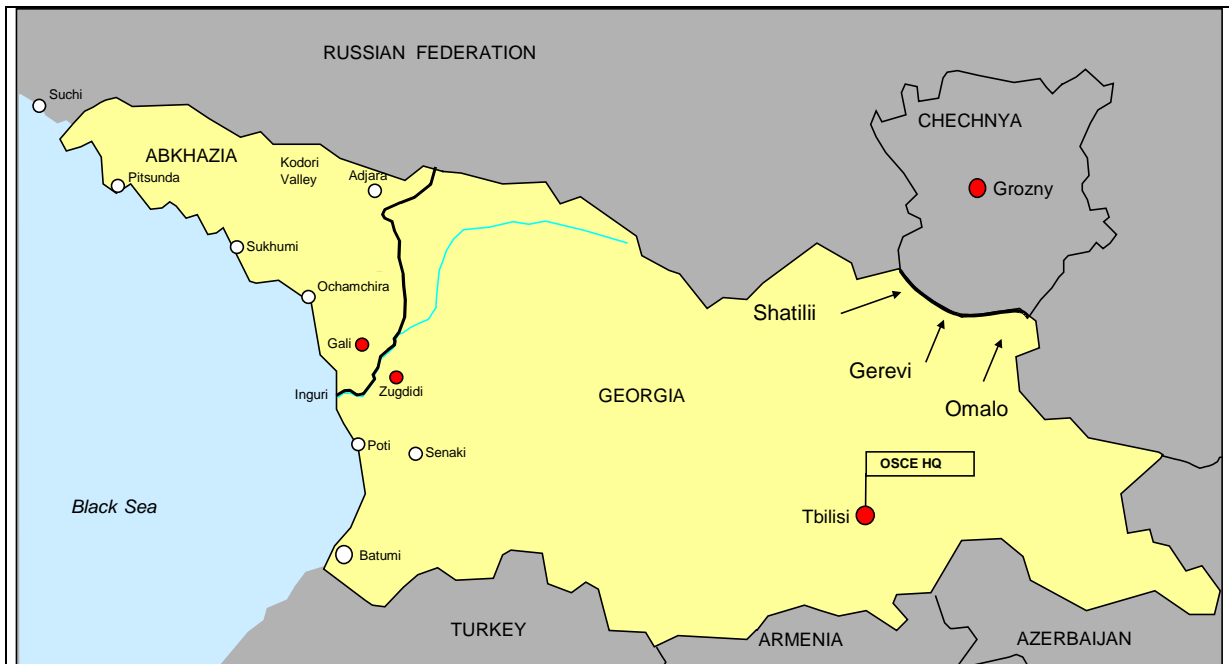 RUSSIAN FEDERATION
Suchi
CHECHNYA
ABKHAZIA
Kodori
Valley
Adjara
Pitsunda
Grozny
Sukhumi
Ochamchira
Shatilii
Gali
Gerevi
Inguri
Zugdidi
GEORGIA
Omalo
Poti
Senaki
OSCE HQ
Black Sea
Tbilisi
Batumi
TURKEY
ARMENIA
AZERBAIJAN